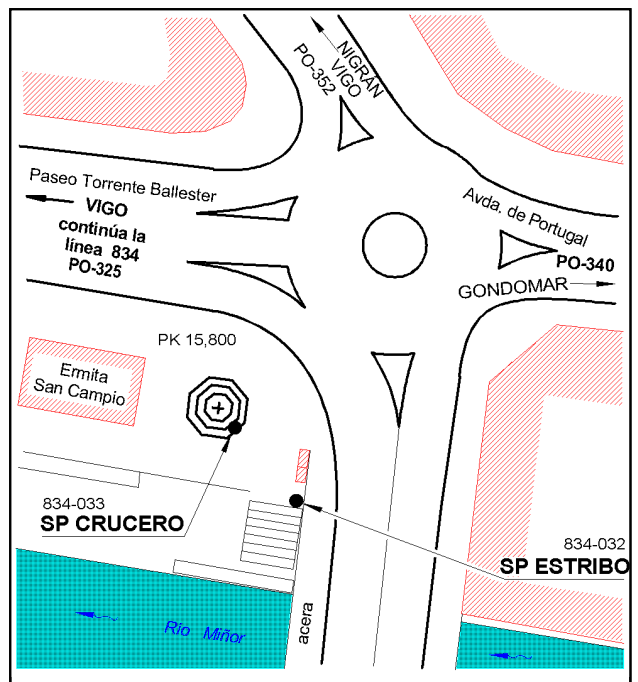 NIGRÁN
VIGO
PO-352
Paseo Torrente Ballester
VIGO
continúa la
línea 834
PO-325
Avda. de Portugal
PO-340
GONDOMAR
PK 15,800
Ermita
San Campio
834-033
SP CRUCERO
834-032
SP ESTRIBO
acera
Río Miñor